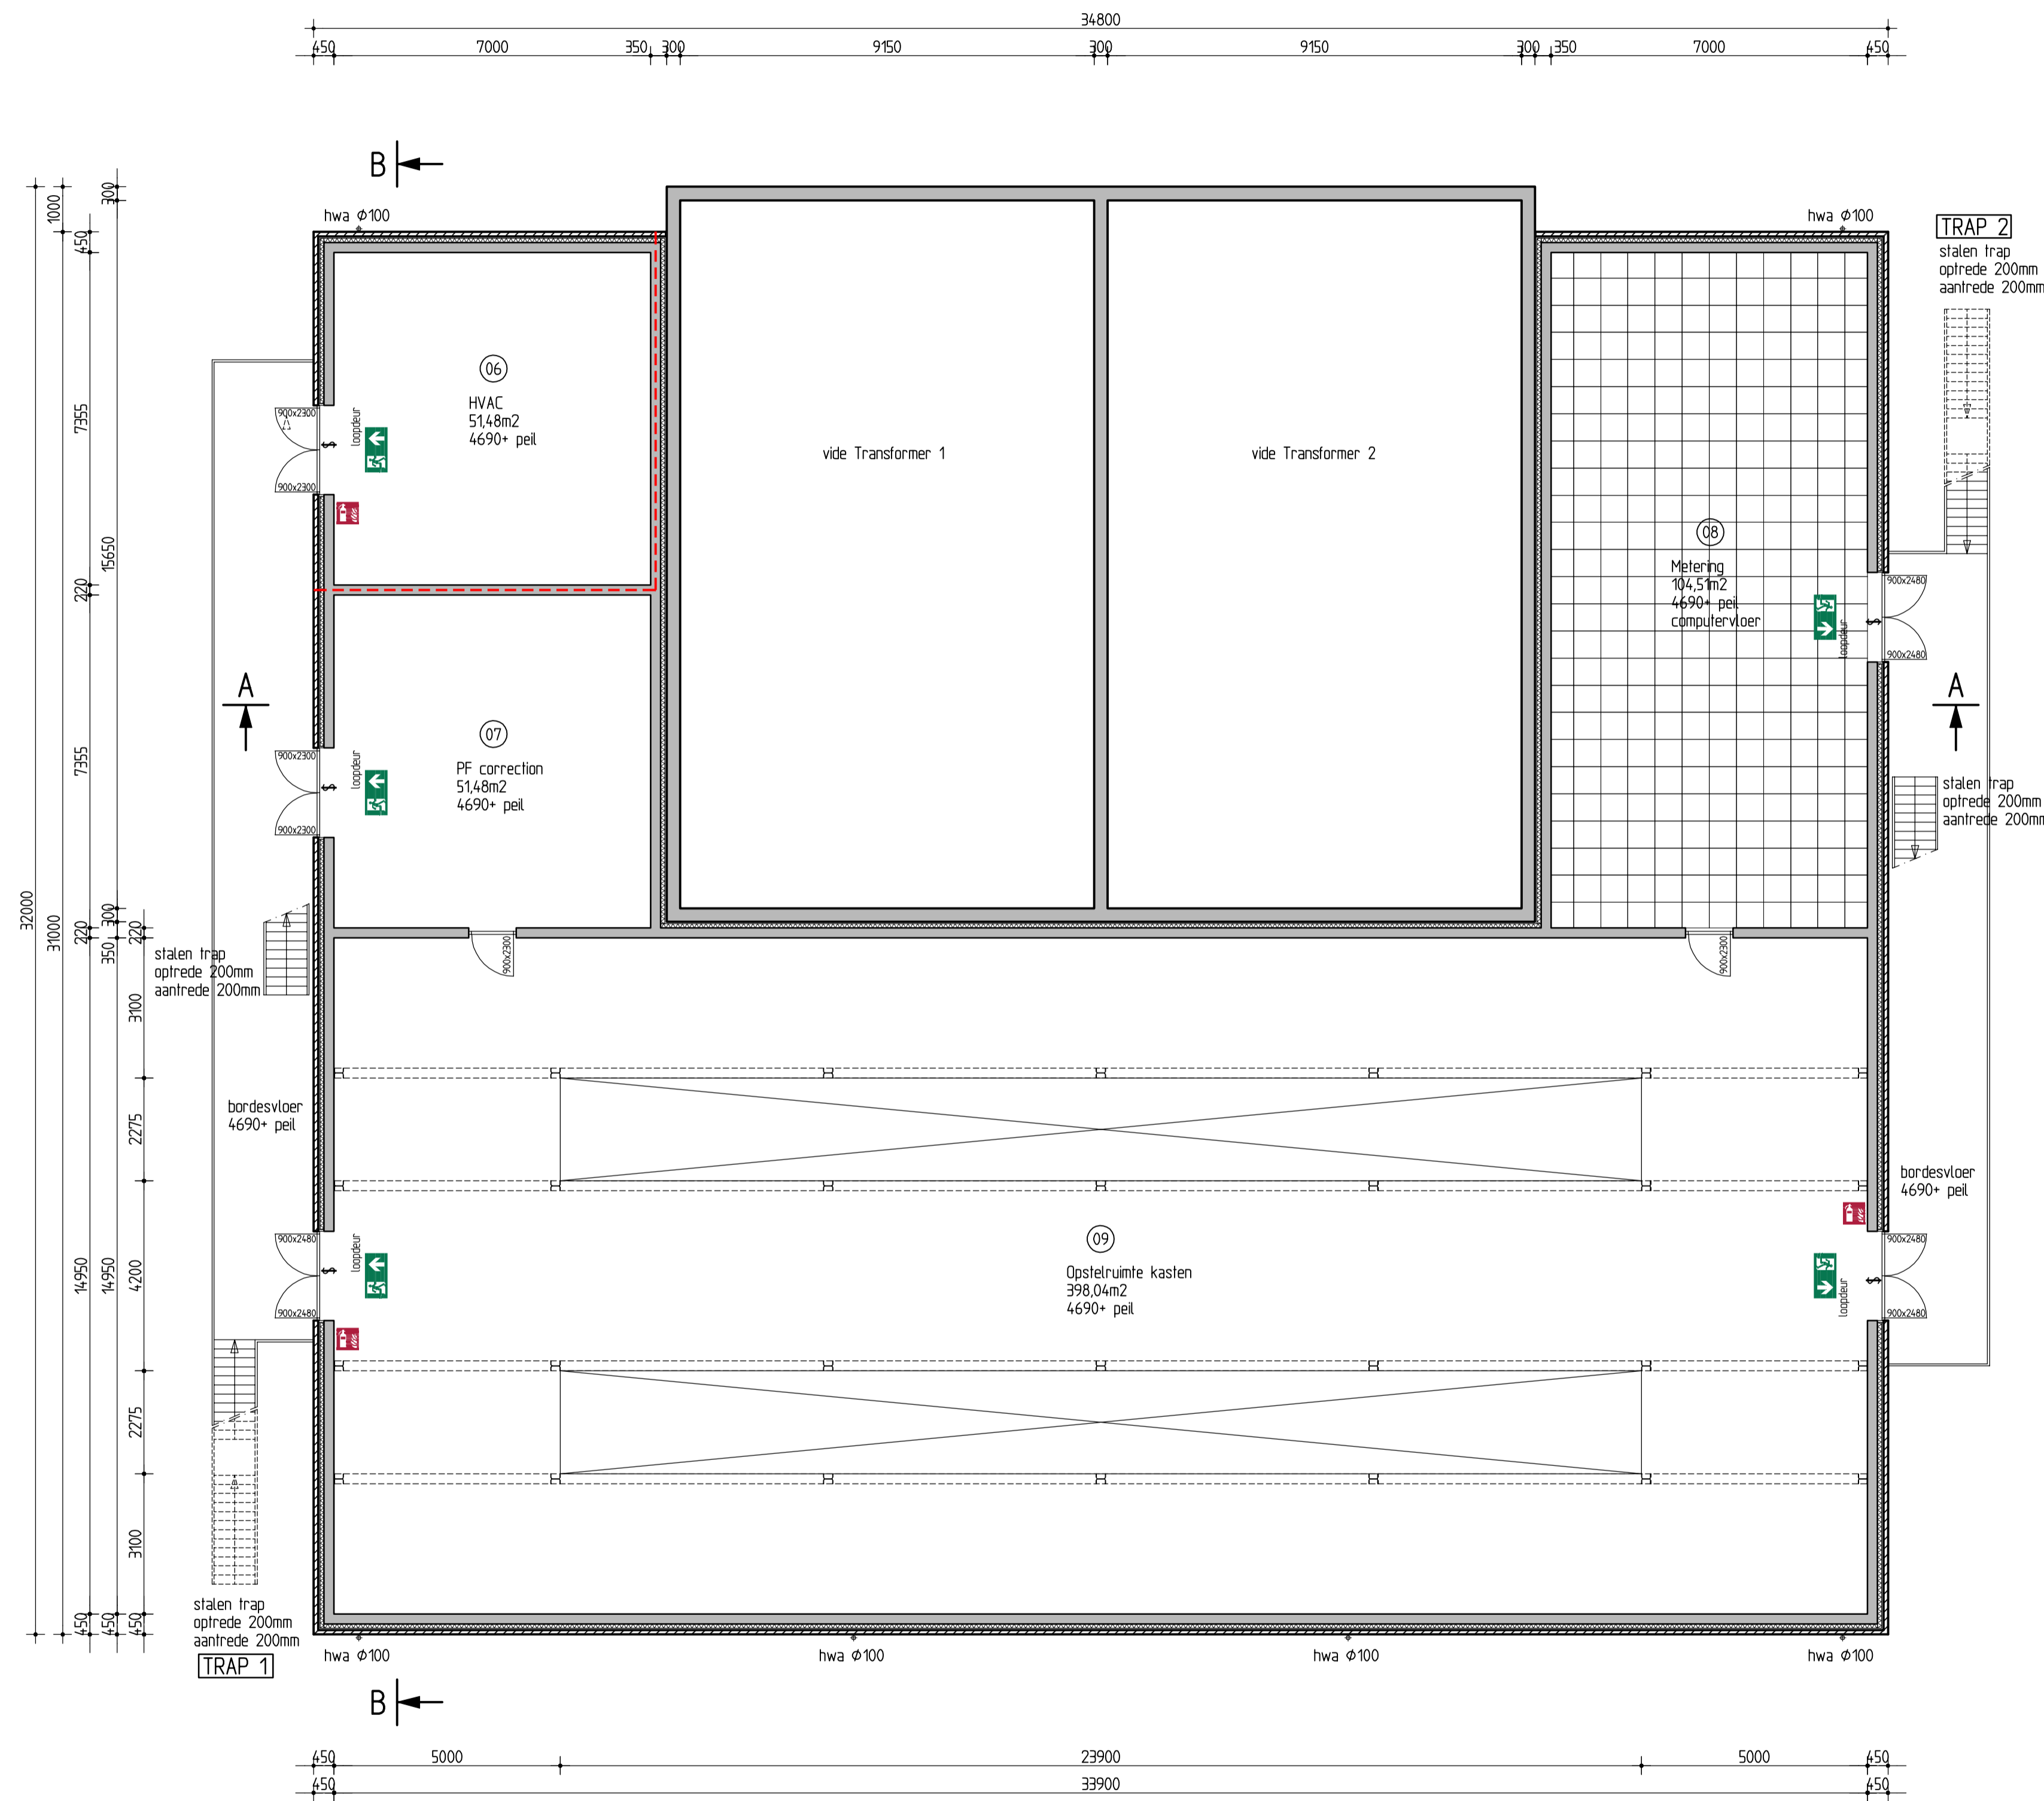 34800
450
7000
350
300
9150
300
9150
300
350
7000
450
B
hwa Ø100
hwa Ø100
TRAP 2
stalen trap
optrede 200mm
aantrede 200mm
1000
300
450
7355
15650
220
7355
32000
31000
220
300
350
220
3100
2275
14950
14950
4200
2275
3100
450
450
450
06
HVAC
51,48m2
4690+ peil
900x2300
loopdeur
900x2300
vide Transformer 1
vide Transformer 2
08
Metering
104,51m2
4690+ peil
computervloer
900x2480
loopdeur
900x2480
A
A
07
PF correction
51,48m2
4690+ peil
900x2300
loopdeur
900x2300
stalen trap
optrede 200mm
aantrede 200mm
stalen trap
optrede 200mm
aantrede 200mm
900x2300
900x2300
bordesvloer
4690+ peil
bordesvloer
4690+ peil
09
Opstelruimte kasten
398,04m2
4690+ peil
900x2480
loopdeur
900x2480
900x2480
loopdeur
900x2480
stalen trap
optrede 200mm
aantrede 200mm
TRAP 1
hwa Ø100
hwa Ø100
hwa Ø100
hwa Ø100
B
450
5000
23900
5000
450
450
33900
450